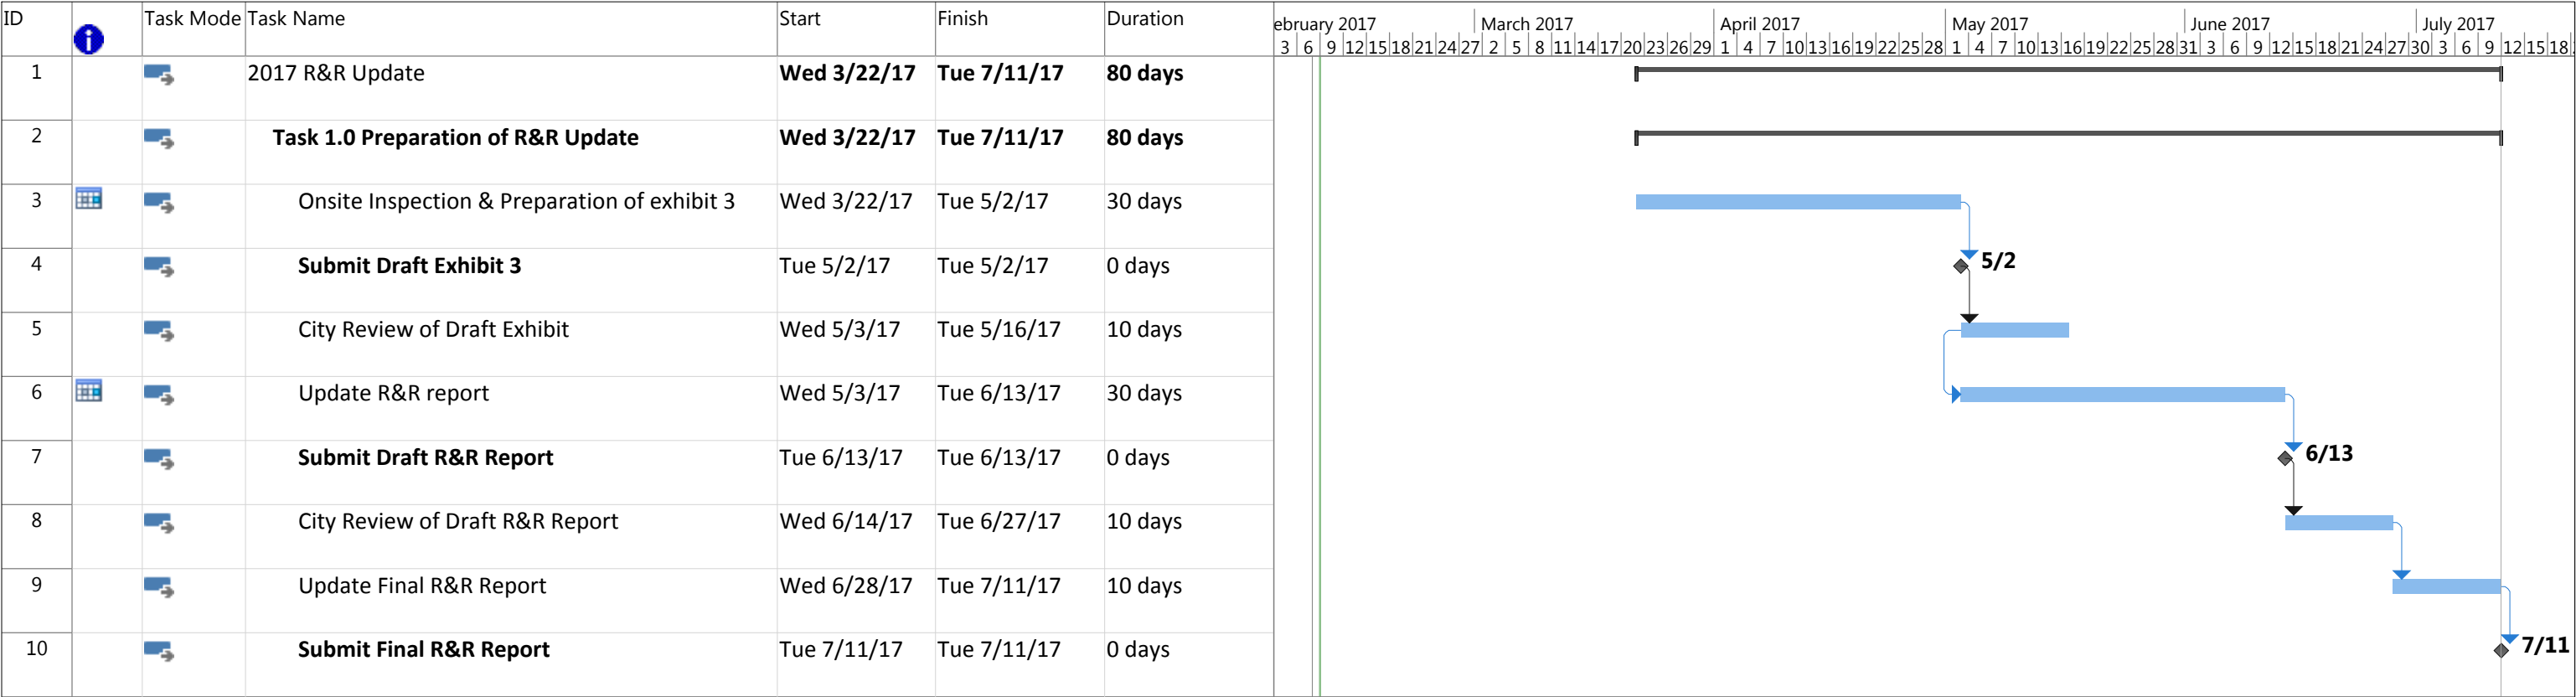 ID Task Mode Task Name Start Finish Duration ebruary 2017 March 2017 April 2017 May 2017 June 2017 July 2017
i 3 6 9 12 15 18 21 24 27 2 5 8 11 14 17 20 23 26 29 1 4 7 10 13 16 19 22 25 28 1 4 7 10 13 16 19 22 25 28 31 3 6 9 12 15 18 21 24 27 30 3 6 9 12 15 18
1 2017 R&R Update Wed 3/22/17 Tue 7/11/17 80 days
2 Task 1.0 Preparation of R&R Update Wed 3/22/17 Tue 7/11/17 80 days
3 Onsite Inspection & Preparation of exhibit 3 Wed 3/22/17 Tue 5/2/17 30 days
4 Submit Draft Exhibit 3 Tue 5/2/17 Tue 5/2/17 0 days 5/2
5 City Review of Draft Exhibit Wed 5/3/17 Tue 5/16/17 10 days
6 Update R&R report Wed 5/3/17 Tue 6/13/17 30 days
7 Submit Draft R&R Report Tue 6/13/17 Tue 6/13/17 0 days 6/13
8 City Review of Draft R&R Report Wed 6/14/17 Tue 6/27/17 10 days
9 Update Final R&R Report Wed 6/28/17 Tue 7/11/17 10 days
10 Submit Final R&R Report Tue 7/11/17 Tue 7/11/17 0 days 7/11